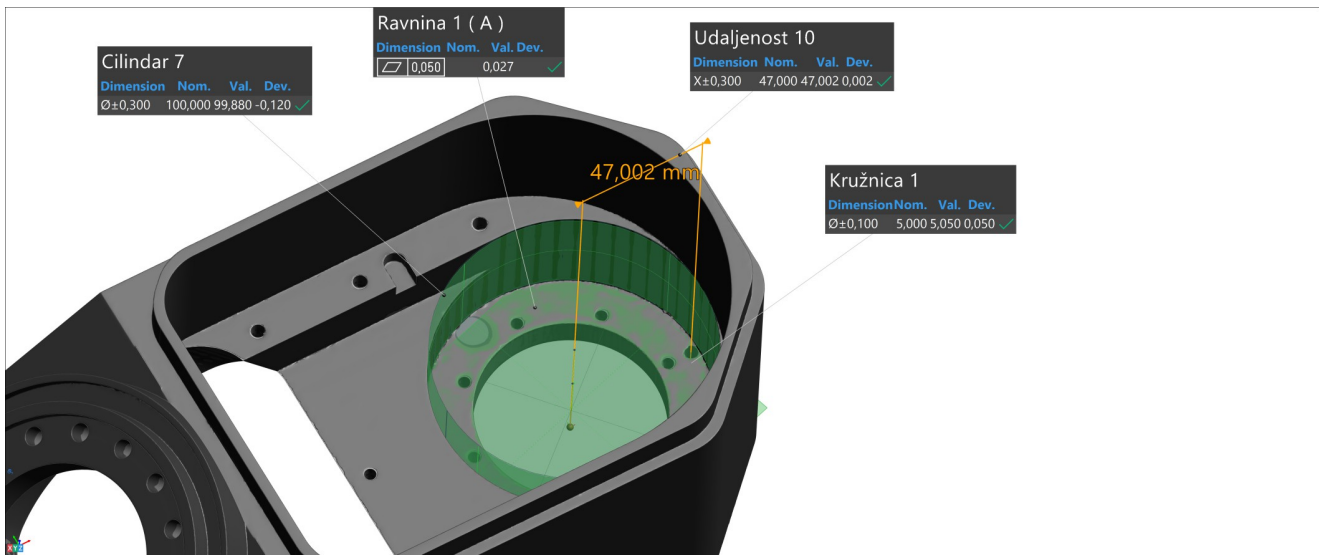 Ravnina 1 ( A )
Dimension Nom. Val. Dev.
0,050 0,027
Udaljenost 10
Dimension Nom. Val. Dev.
X±0,300 47,000 47,002 0,002
Cilindar 7
Dimension Nom. Val. Dev.
Ø±0,300 100,000 99,880 -0,120
47,002 mm
Kružnica 1
Dimension Nom. Val. Dev.
Ø±0,100 5,000 5,050 0,050
XYZ